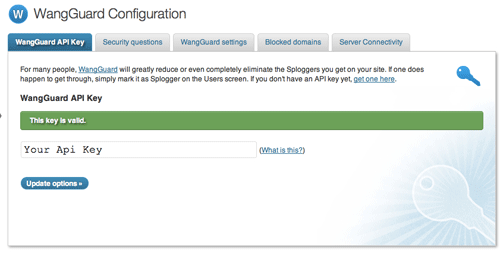 W WangGuard Configuration
WangGuard API Key Security questions WangGuard settings Blocked domains Server Connectivity
For many people, WangGuard will greatly reduce or even completely eliminate the Sploggers you get on your site. If one does
happen to get through, simply mark it as Splogger on the Users screen. If you don't have an API key yet, get one here.
WangGuard API Key
This key is valid.
Your Api Key (What is this?)
Update options »